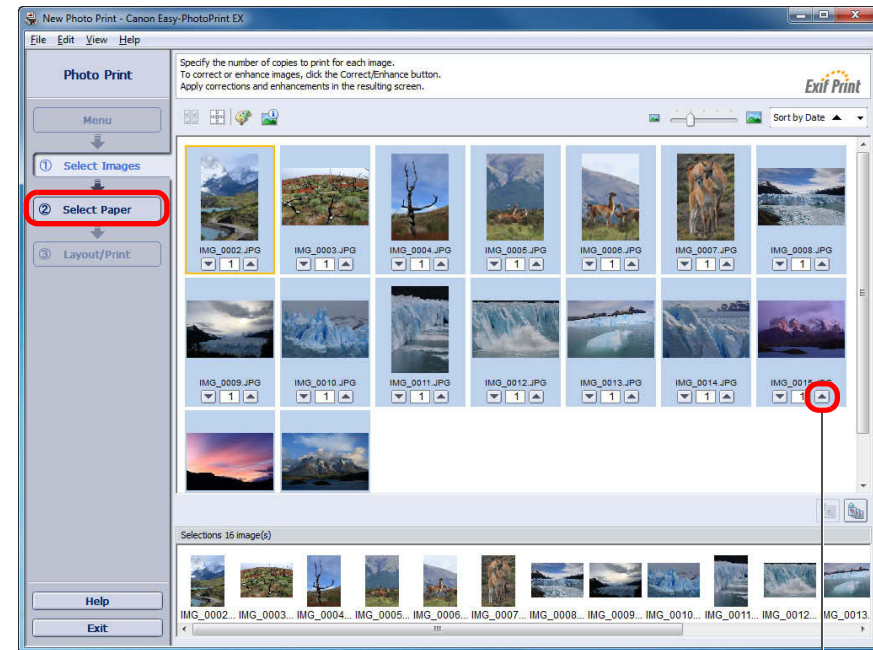 New Photo Print - Canon Easy-PhotoPrint EX
File Edit View Help
Photo Print
Specify the number of copies to print for each image.
To correct or enhance images, click the Correct/Enhance button.
Apply corrections and enhancements in the resulting screen.
Exif Print
Menu
Sort by Date
1 Select Images
2 Select Paper
3 Layout/Print
IMG_0002.JPG IMG_0003.JPG IMG_0004.JPG IMG_0005.JPG IMG_0006.JPG IMG_0007.JPG IMG_0008.JPG
1 1 1 1 1 1 1
IMG_0009.JPG IMG_0010.JPG IMG_0011.JPG IMG_0012.JPG IMG_0013.JPG IMG_0014.JPG IMG_0015.JPG
1 1 1 1 1 1 1
Selections 16 image(s)
IMG_0002... IMG_0003... IMG_0004... IMG_0005... IMG_0006... IMG_0007... IMG_0008... IMG_0009... IMG_0010... IMG_0011... IMG_0012... IMG_0013.
Help
Exit